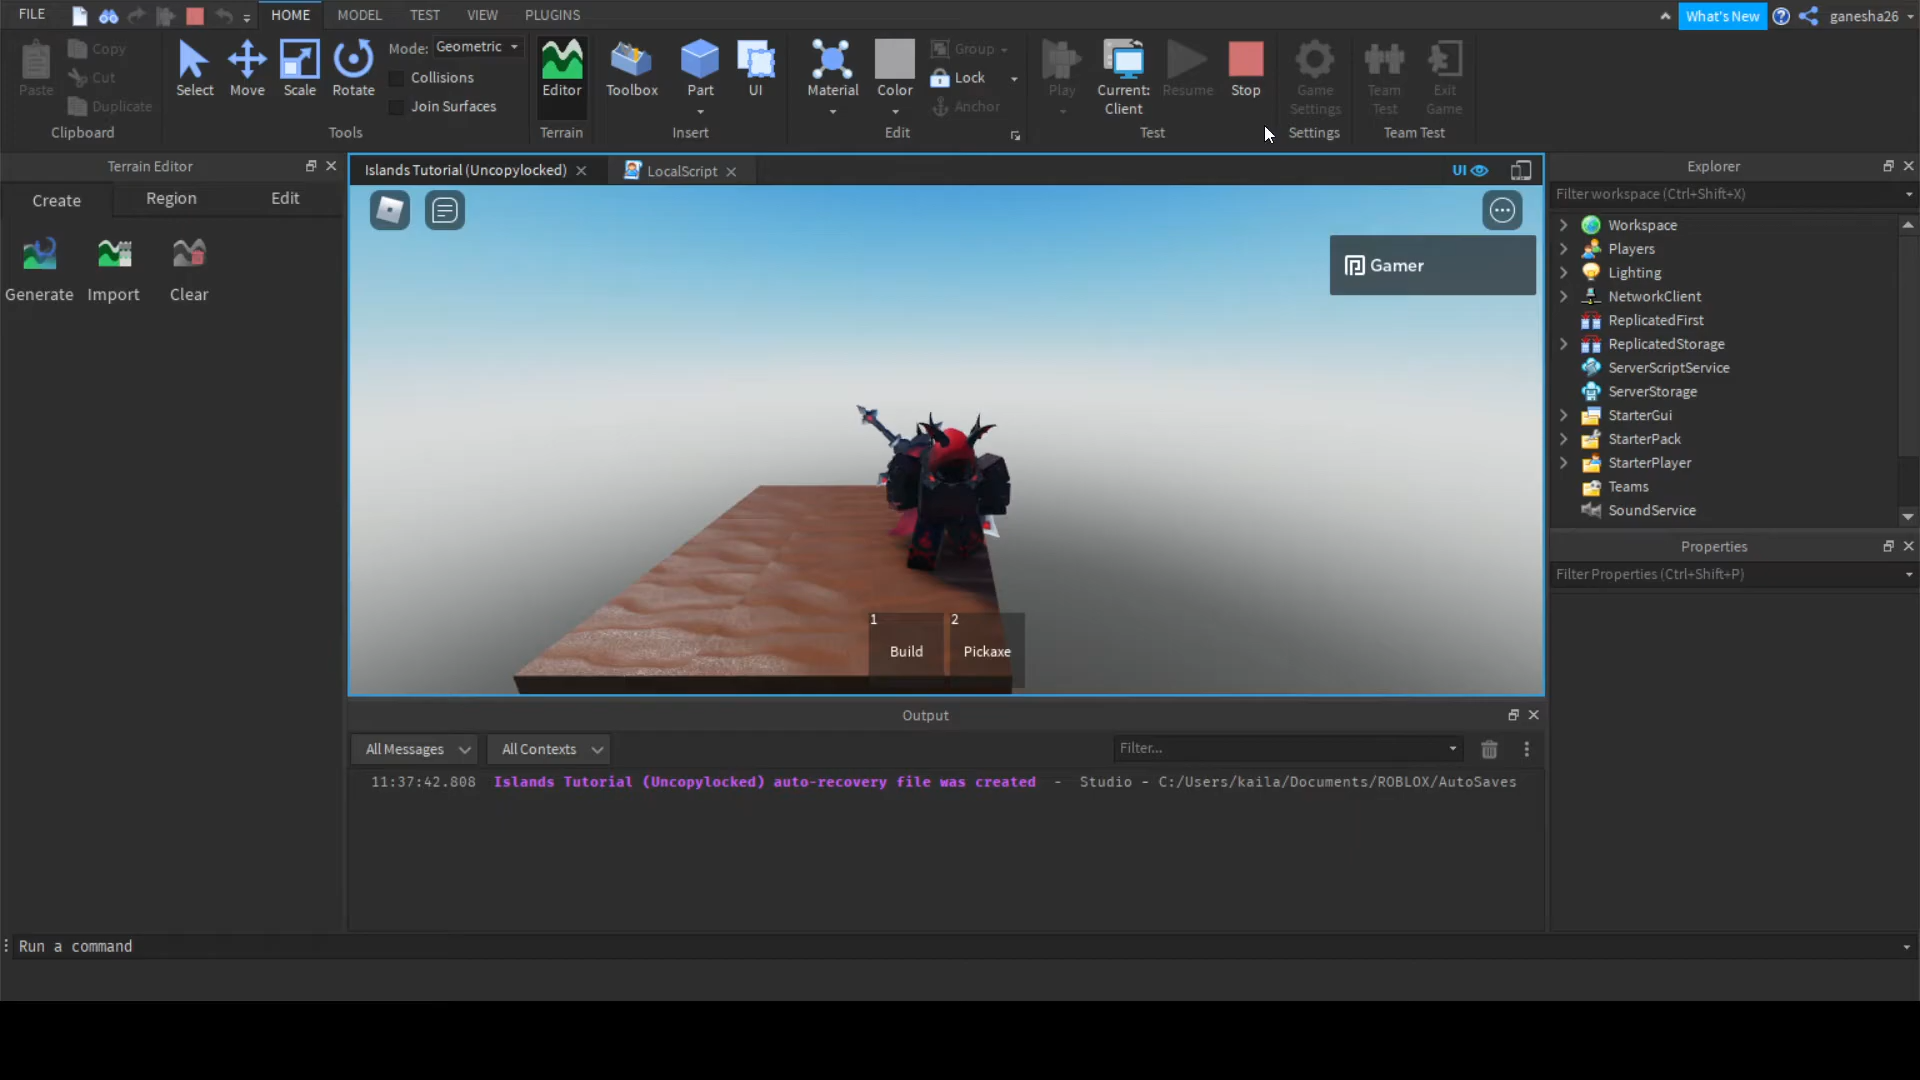 FILE HOME MODEL TEST VIEW PLUGINS What's New ganesha26
Paste Copy Cut Duplicate Clipboard
Select Move Scale Rotate Mode: Geometric Collisions Join Surfaces Tools
Editor Terrain
Toolbox Part UI Insert
Material Color Group Lock Anchor Edit
Play Current: Client Resume Stop Test
Game Settings Settings
Team Test Exit Game Team Test
Terrain Editor
Create Region Edit
Generate Import Clear
Islands Tutorial (Uncopylocked) LocalScript UI
Gamer
1 2
Build Pickaxe
Explorer
Filter workspace (Ctrl+Shift+X)
Workspace
Players
Lighting
NetworkClient
ReplicatedFirst
ReplicatedStorage
ServerScriptService
ServerStorage
StarterGui
StarterPack
StarterPlayer
Teams
SoundService
Properties
Filter Properties (Ctrl+Shift+P)
Output
All Messages All Contexts Filter...
11:37:42.808 Islands Tutorial (Uncopylocked) auto-recovery file was created - Studio - C:/Users/kaila/Documents/ROBLOX/AutoSaves
Run a command